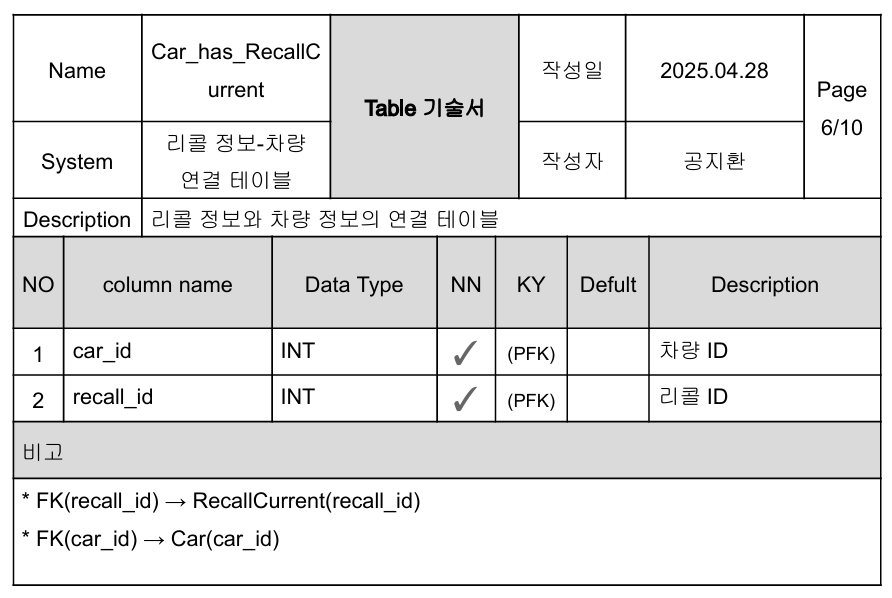 Name
Car_has_RecallC
urrent
Table 기술서
작성일
2025.04.28
Page
6/10
System
리콜 정보-차량
연결 테이블
작성자
공지환
Description
리콜 정보와 차량 정보의 연결 테이블
NO column name Data Type NN KY Defult Description
1 car_id INT ✓ (PFK) 차량 ID
2 recall_id INT ✓ (PFK) 리콜 ID
비고
* FK(recall_id) → RecallCurrent(recall_id)
* FK(car_id) → Car(car_id)